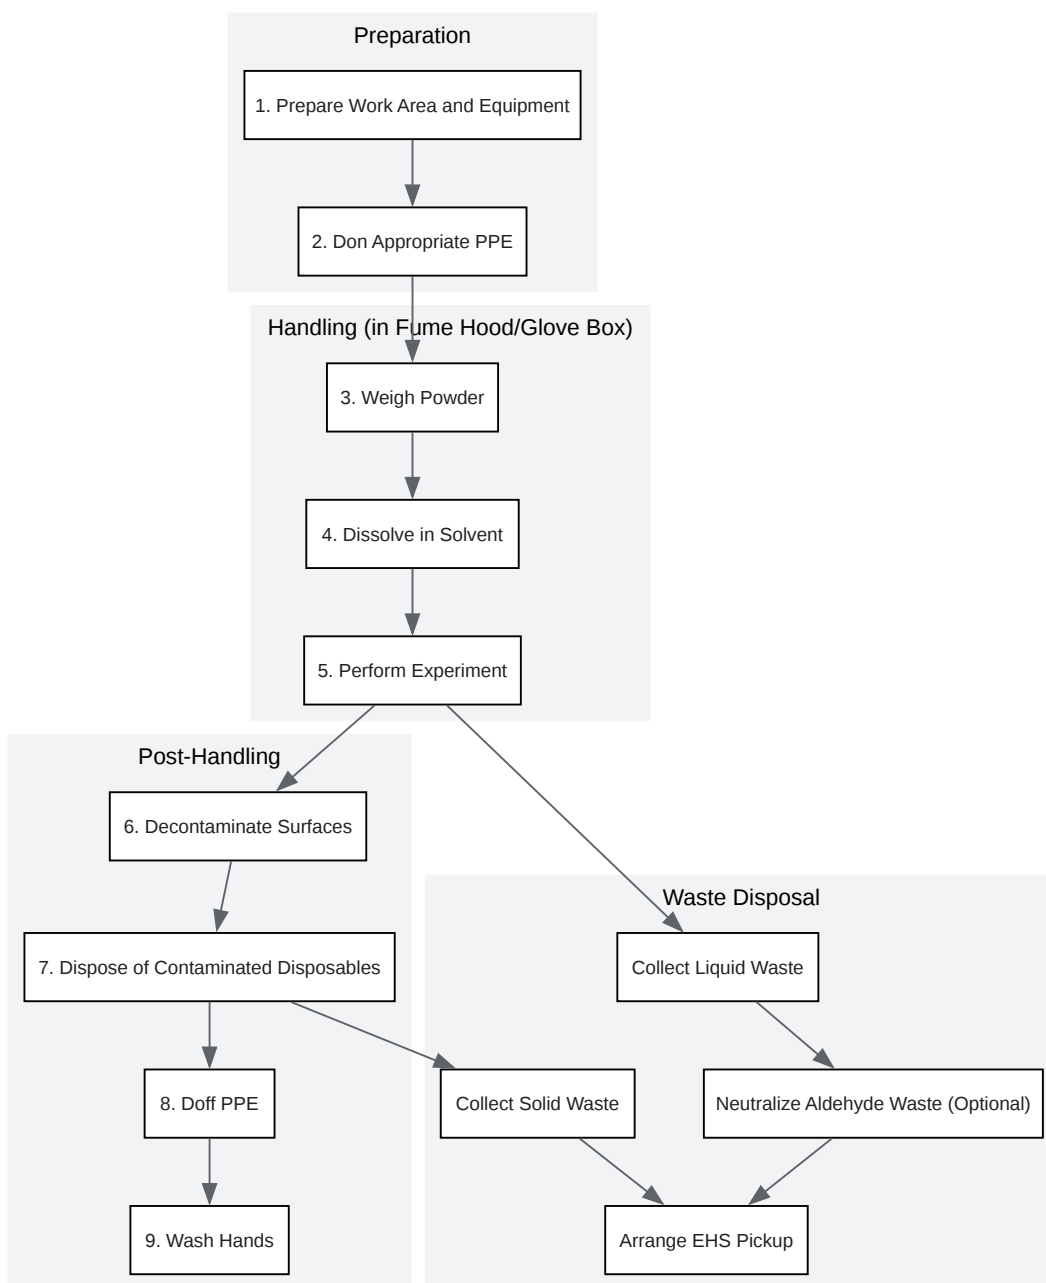 Preparation
1. Prepare Work Area and Equipment
2. Don Appropriate PPE
Handling (in Fume Hood/Glove Box)
3. Weigh Powder
4. Dissolve in Solvent
5. Perform Experiment
Post-Handling
6. Decontaminate Surfaces
7. Dispose of Contaminated Disposables
8. Doff PPE
9. Wash Hands
Waste Disposal
Collect Liquid Waste
Collect Solid Waste
Neutralize Aldehyde Waste (Optional)
Arrange EHS Pickup